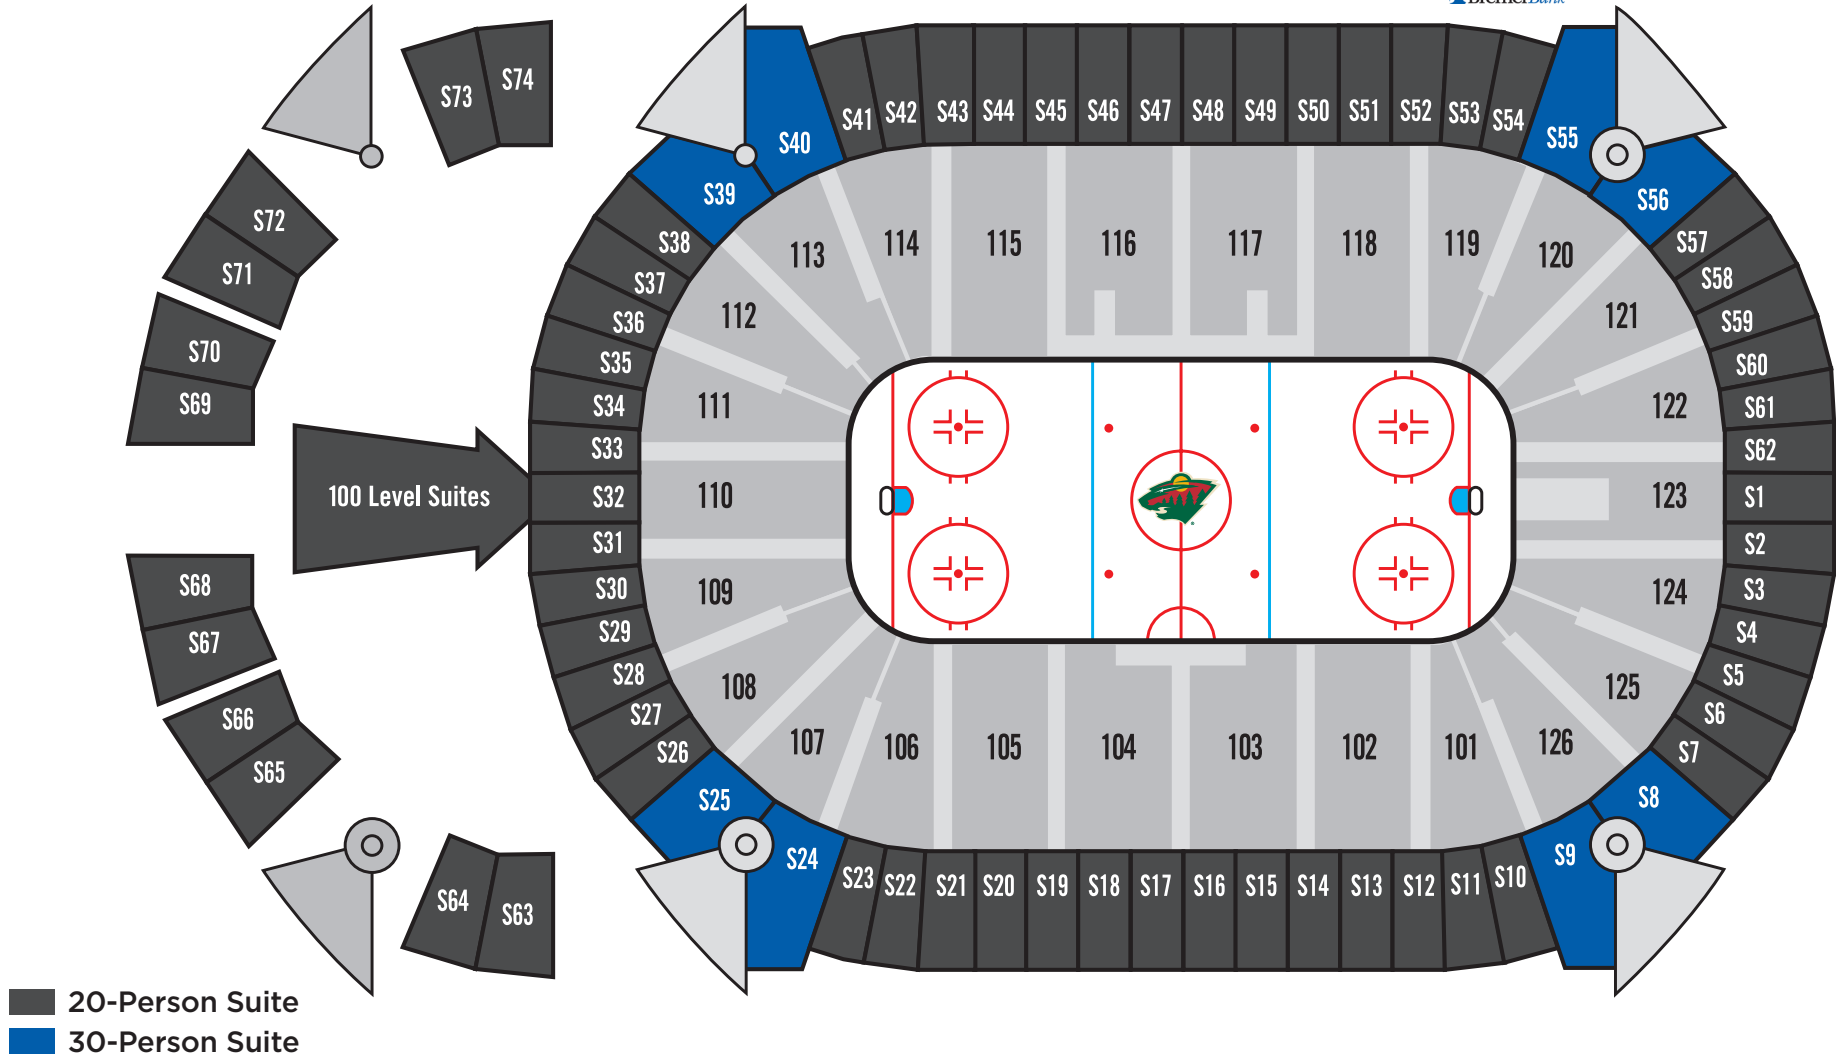 BremerBank
S73
S74
S72
S71
S70
S69
100 Level Suites
S68
S67
S66
S65
S64
S63
S40
S41
S42
S43
S44
S45
S46
S47
S48
S49
S50
S51
S52
S53
S54
S55
S39
S56
S38
S57
S37
S58
S36
S59
S35
S60
S34
S61
S33
S62
S32
S1
S31
S2
S30
S3
S29
S4
S28
S5
S27
S6
S26
S7
S25
S8
S24
S23
S22
S21
S20
S19
S18
S17
S16
S15
S14
S13
S12
S11
S10
S9
113
114
115
116
117
118
119
120
112
121
111
122
110
123
109
124
108
125
107
106
105
104
103
102
101
126
20-Person Suite
30-Person Suite